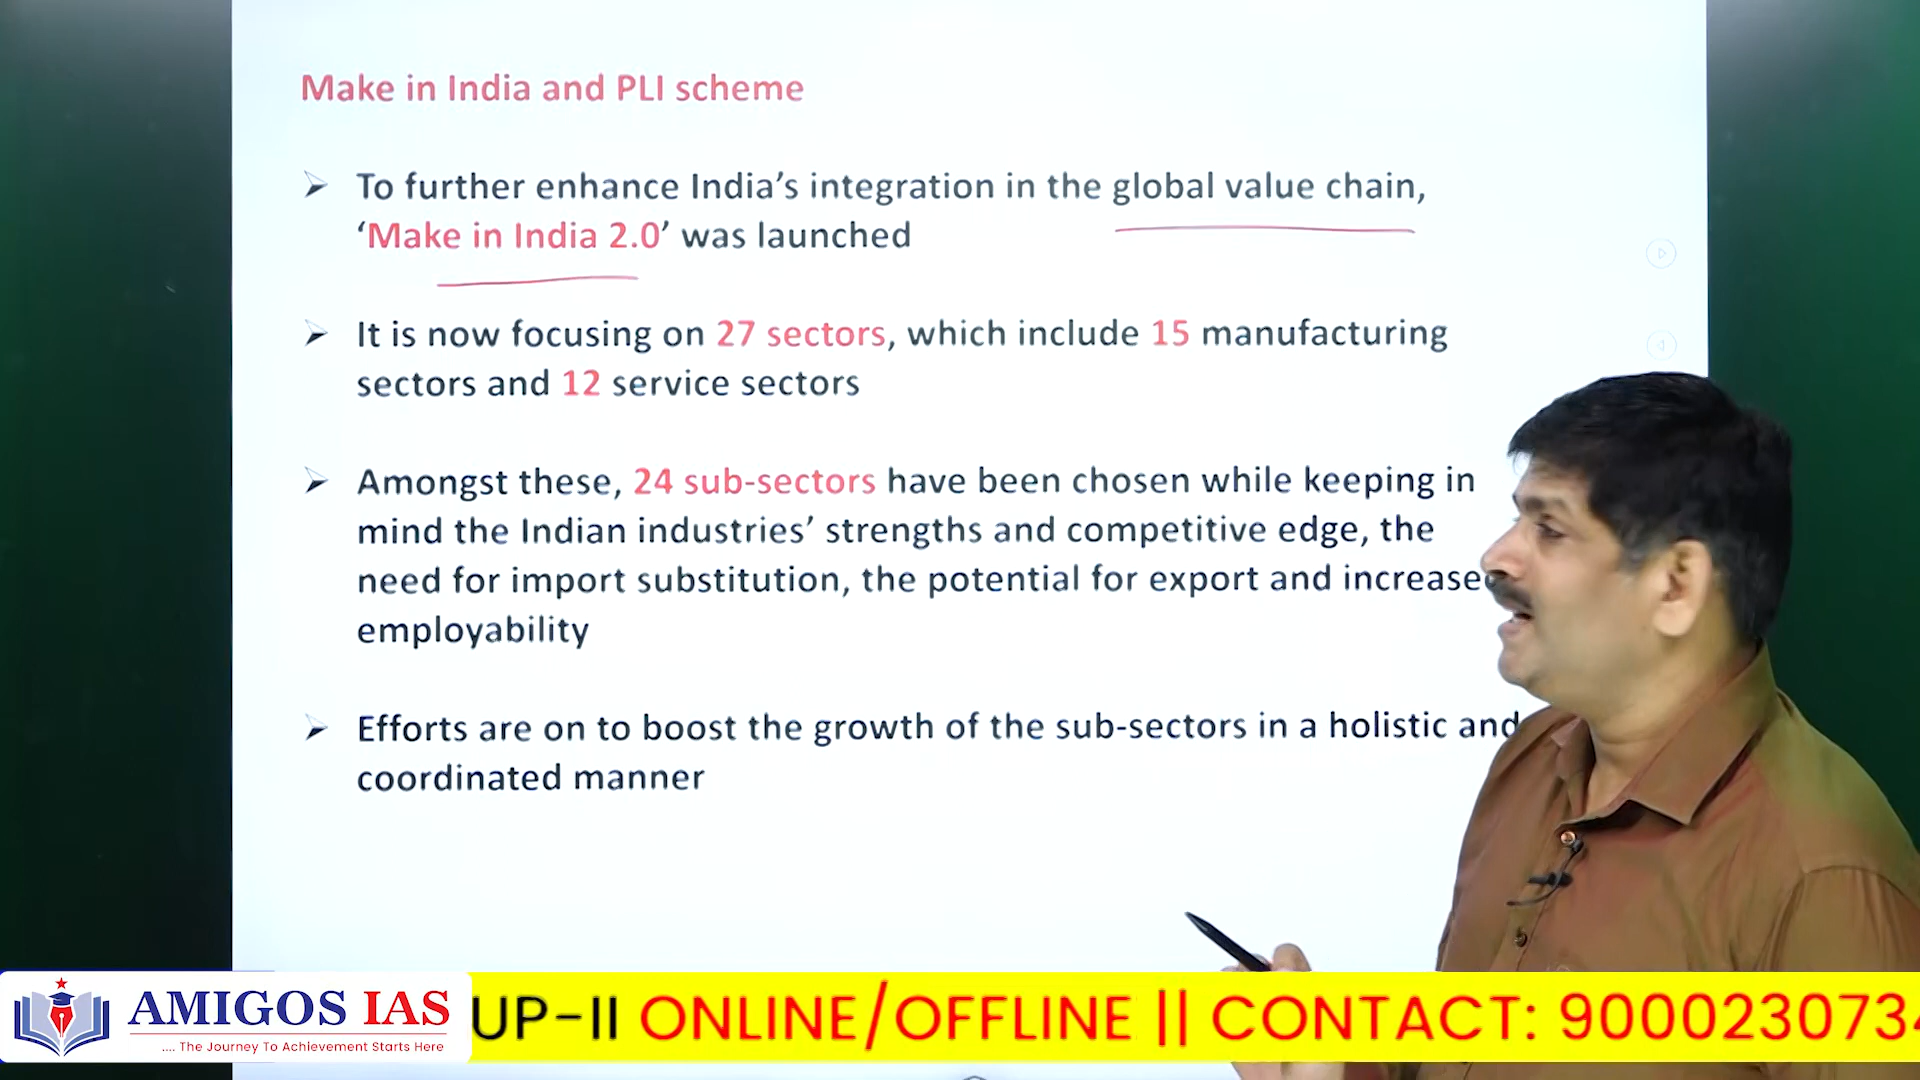 Make in India and PLI scheme
To further enhance India’s integration in the global value chain,
‘Make in India 2.0’ was launched
It is now focusing on 27 sectors, which include 15 manufacturing
sectors and 12 service sectors
Amongst these, 24 sub-sectors have been chosen while keeping in
mind the Indian industries’ strengths and competitive edge, the
need for import substitution, the potential for export and increase
employability
Efforts are on to boost the growth of the sub-sectors in a holistic and
coordinated manner
AMIGOS IAS
.... The Journey To Achievement Starts Here
UP-II ONLINE/OFFLINE || CONTACT: 900023073